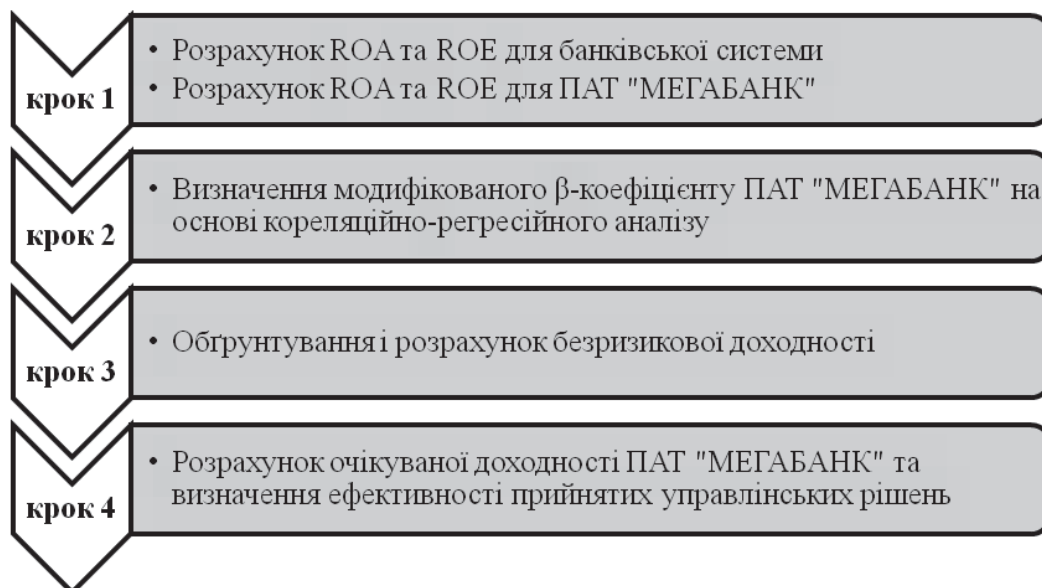 крок 1
• Розрахунок ROA та ROE для банківської системи
• Розрахунок ROA та ROE для ПАТ "МЕГАБАНК"
крок 2
• Визначення модифікованого β-коефіцієнту ПАТ "МЕГАБАНК" на
основі кореляційно-регресійного аналізу
крок 3
• Обґрунтування і розрахунок безризикової доходності
крок 4
• Розрахунок очікуваної доходності ПАТ "МЕГАБАНК" та
визначення ефективності прийнятих управлінських рішень